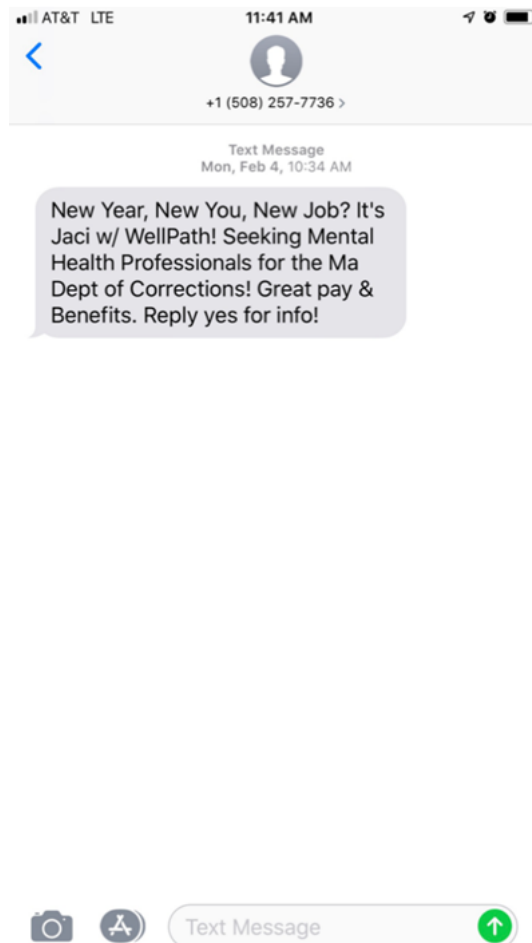 AT&T LTE 11:41 AM
+1 (508) 257-7736 >
Text Message
Mon, Feb 4, 10:34 AM
New Year, New You, New Job? It's
Jaci w/ WellPath! Seeking Mental
Health Professionals for the Ma
Dept of Corrections! Great pay &
Benefits. Reply yes for info!
Text Message